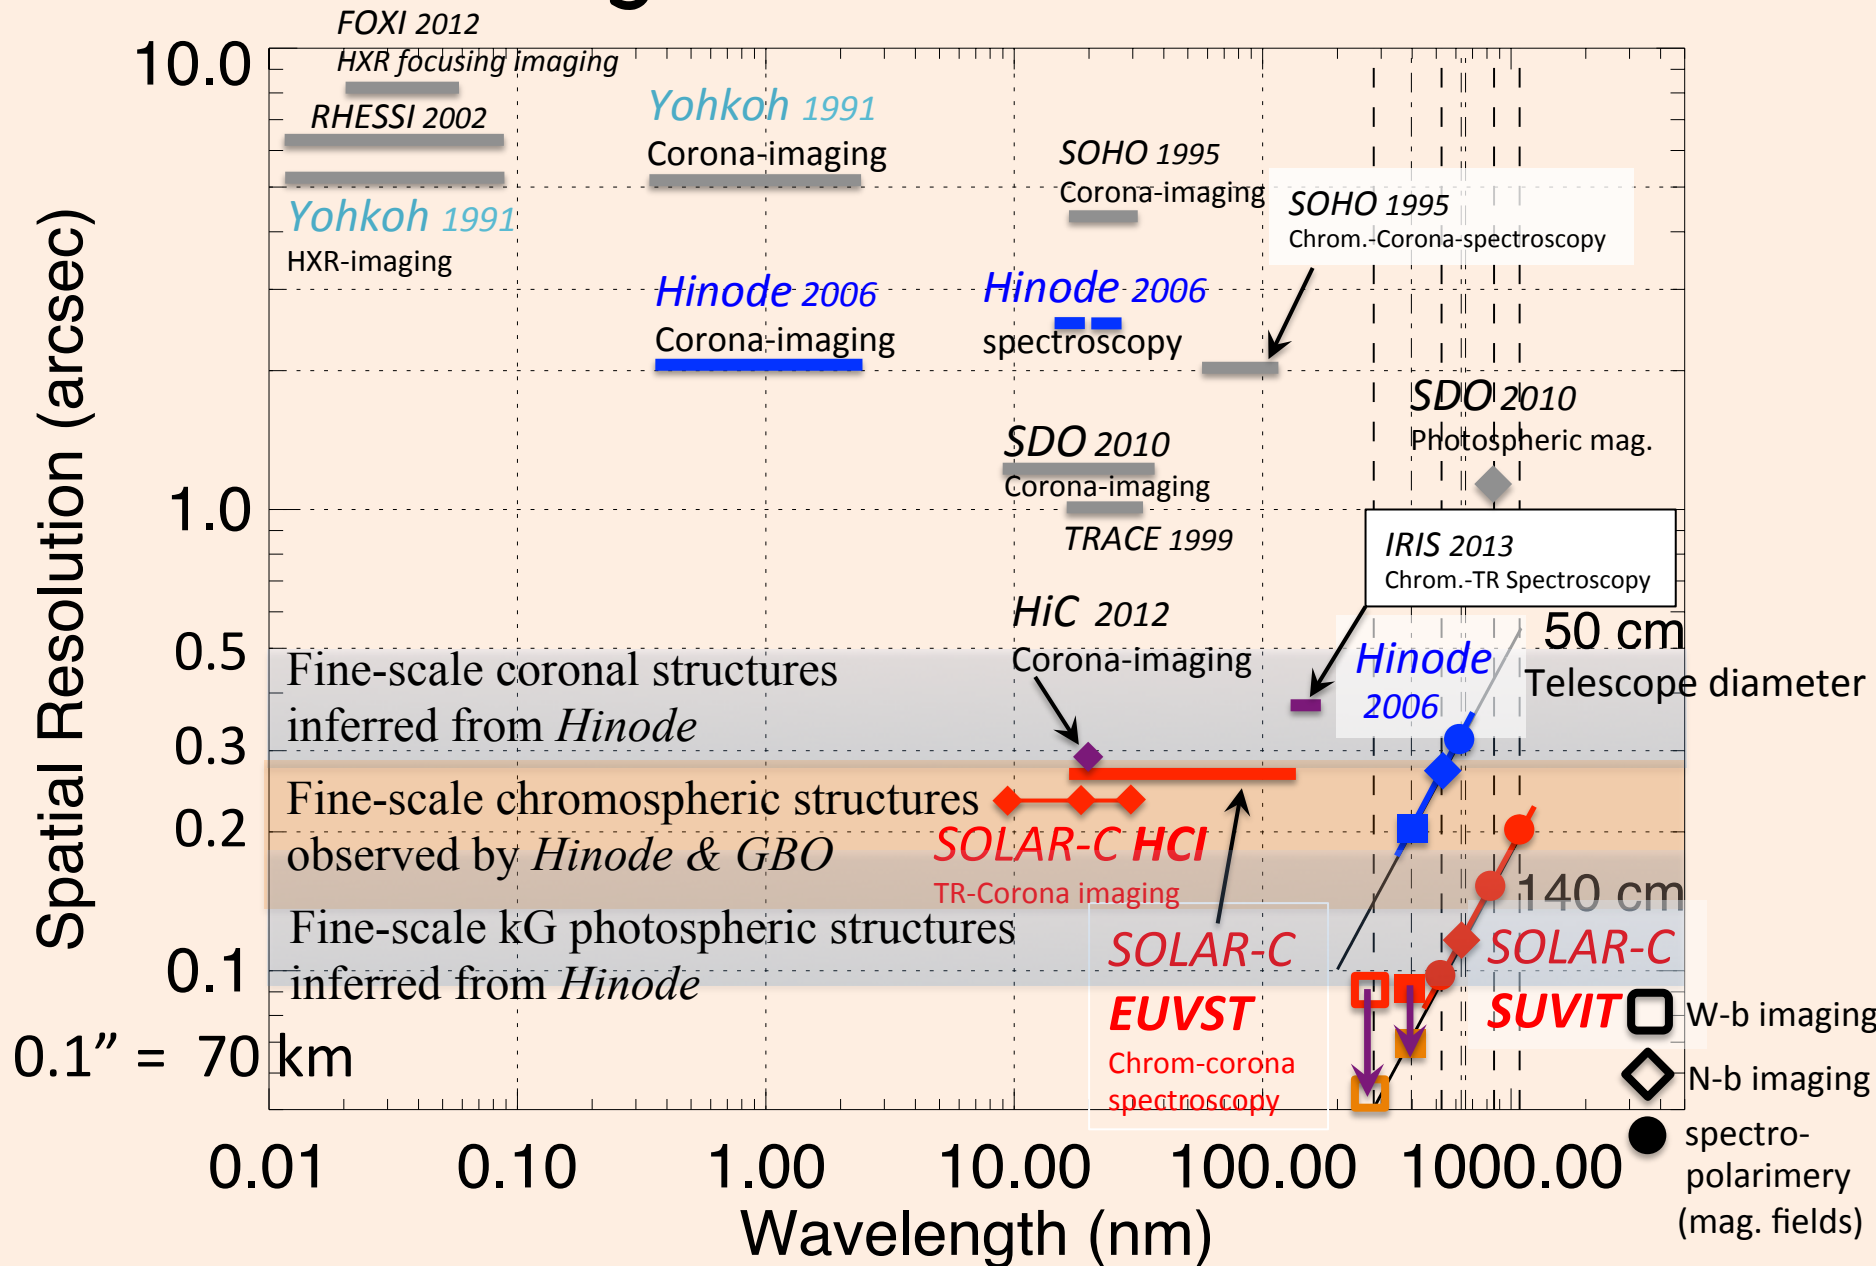 FOXI 2012
HXR focusing imaging
RHESSI 2002
Yohkoh 1991
HXR-imaging
Yohkoh 1991
Corona-imaging
Hinode 2006
Corona-imaging
SOHO 1995
Corona-imaging
SOHO 1995
Chrom.-Corona-spectroscopy
Hinode 2006
spectroscopy
SDO 2010
Photospheric mag.
SDO 2010
Corona-imaging
TRACE 1999
IRIS 2013
Chrom.-TR Spectroscopy
HiC 2012
Corona-imaging
Hinode
2006
50 cm
Telescope diameter
Fine-scale coronal structures
inferred from Hinode
Fine-scale chromospheric structures
observed by Hinode & GBO
Fine-scale kG photospheric structures
inferred from Hinode
SOLAR-C HCI
TR-Corona imaging
140 cm
SOLAR-C
EUVST
Chrom-corona
spectroscopy
SOLAR-C
SUVIT
W-b imaging
N-b imaging
spectro-
polarimery
(mag. fields)
Spatial Resolution (arcsec)
10.0
1.0
0.5
0.3
0.2
0.1
0.1” = 70 km
0.01 0.10 1.00 10.00 100.00 1000.00
Wavelength (nm)